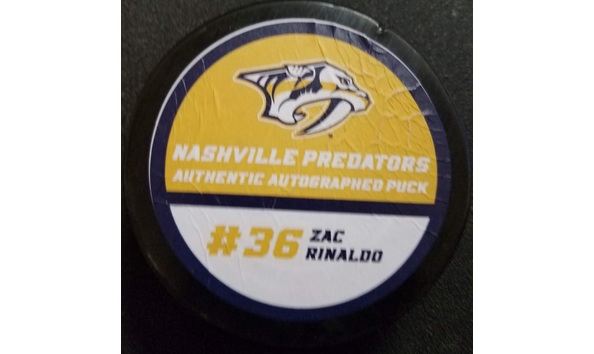 NASHVILLE PREDATORS
AUTHENTIC AUTOGRAPHED PUCK
#36 ZAC
RINALDO